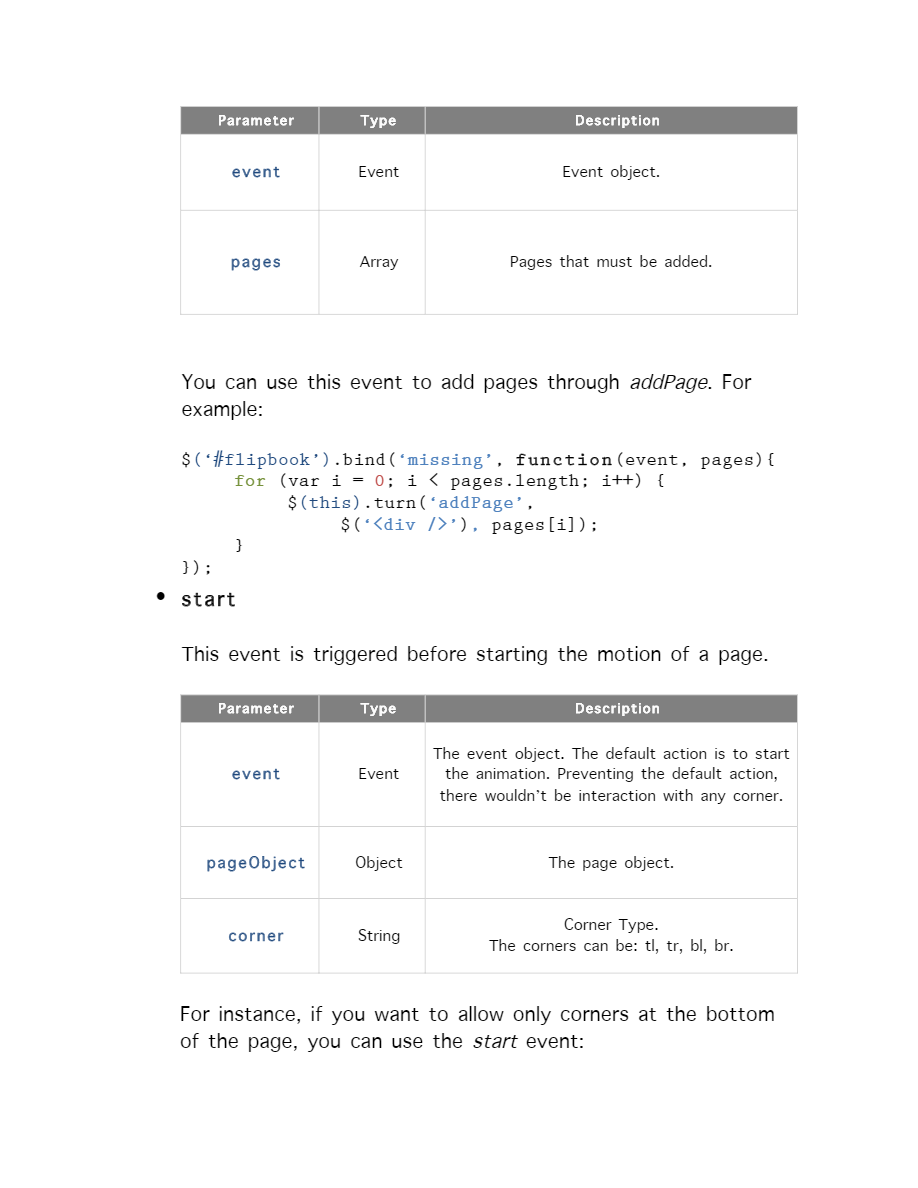 Parameter Type Description
event Event Event object.
pages Array Pages that must be added.
You can use this event to add pages through addPage. For
example:
$(‘#flipbook’).bind(‘missing’, function(event, pages){
for (var i = 0; i < pages.length; i++) {
$(this).turn(‘addPage’,
$(‘<div />’), pages[i]);
}
});
• start
This event is triggered before starting the motion of a page.
Parameter Type Description
event Event The event object. The default action is to start
the animation. Preventing the default action,
there wouldn’t be interaction with any corner.
pageObject Object The page object.
corner String Corner Type.
The corners can be: tl, tr, bl, br.
For instance, if you want to allow only corners at the bottom
of the page, you can use the start event: